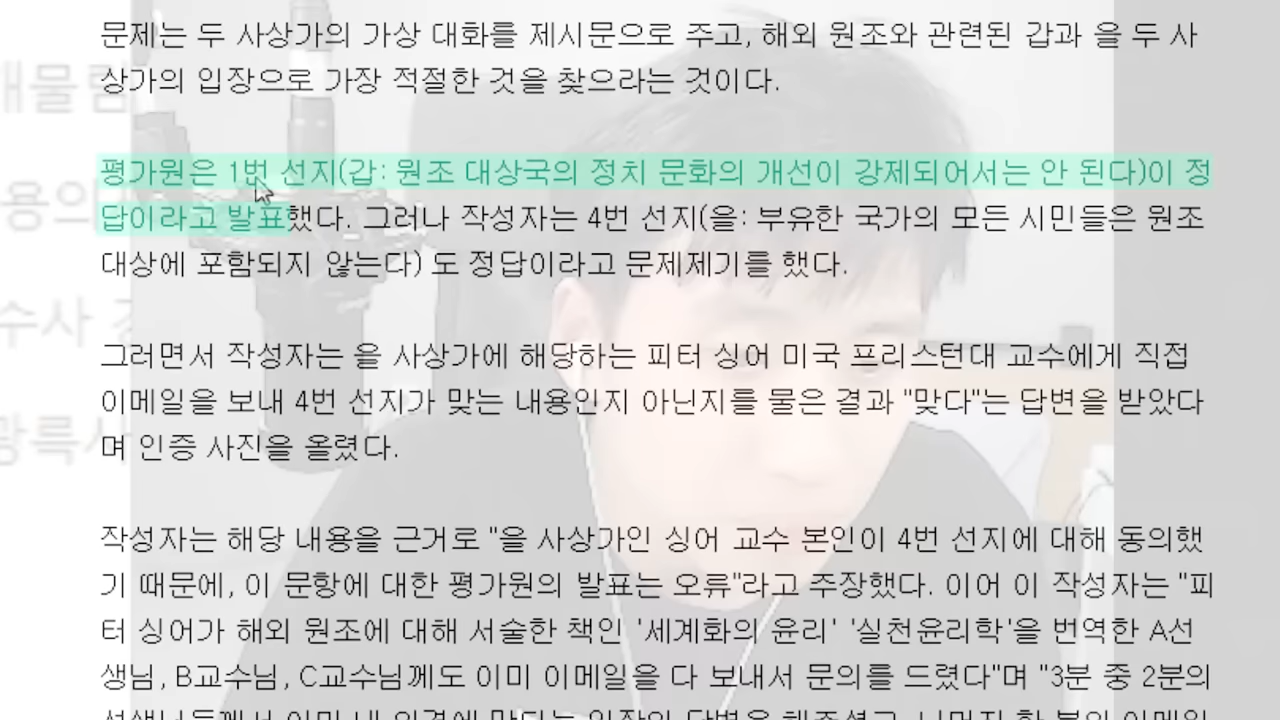 문제는 두 사상가의 가상 대화를 제시문으로 주고, 해외 원조와 관련된 갑과 을 두 사
상가의 입장으로 가장 적절한 것을 찾으라는 것이다.
평가원은 1번 선지(갑: 원조 대상국의 정치 문화의 개선이 강제되어서는 안 된다)이 정
답이라고 발표했다. 그러나 작성자는 4번 선지(을: 부유한 국가의 모든 시민들은 원조
대상에 포함되지 않는다) 도 정답이라고 문제제기를 했다.
그러면서 작성자는 을 사상가에 해당하는 피터 싱어 미국 프리스턴대 교수에게 직접
이메일을 보내 4번 선지가 맞는 내용인지 아닌지를 물은 결과 "맞다"는 답변을 받았다
며 인증 사진을 올렸다.
작성자는 해당 내용을 근거로 "을 사상가인 싱어 교수 본인이 4번 선지에 대해 동의했
기 때문에, 이 문항에 대한 평가원의 발표는 오류"라고 주장했다. 이어 이 작성자는 "피
터 싱어가 해외 원조에 대해 서술한 책인 '세계화의 윤리' '실천윤리학'을 번역한 A선
생님, B교수님, C교수님께도 이미 이메일을 다 보내서 문의를 드렸다"며 "3분 중 2분의